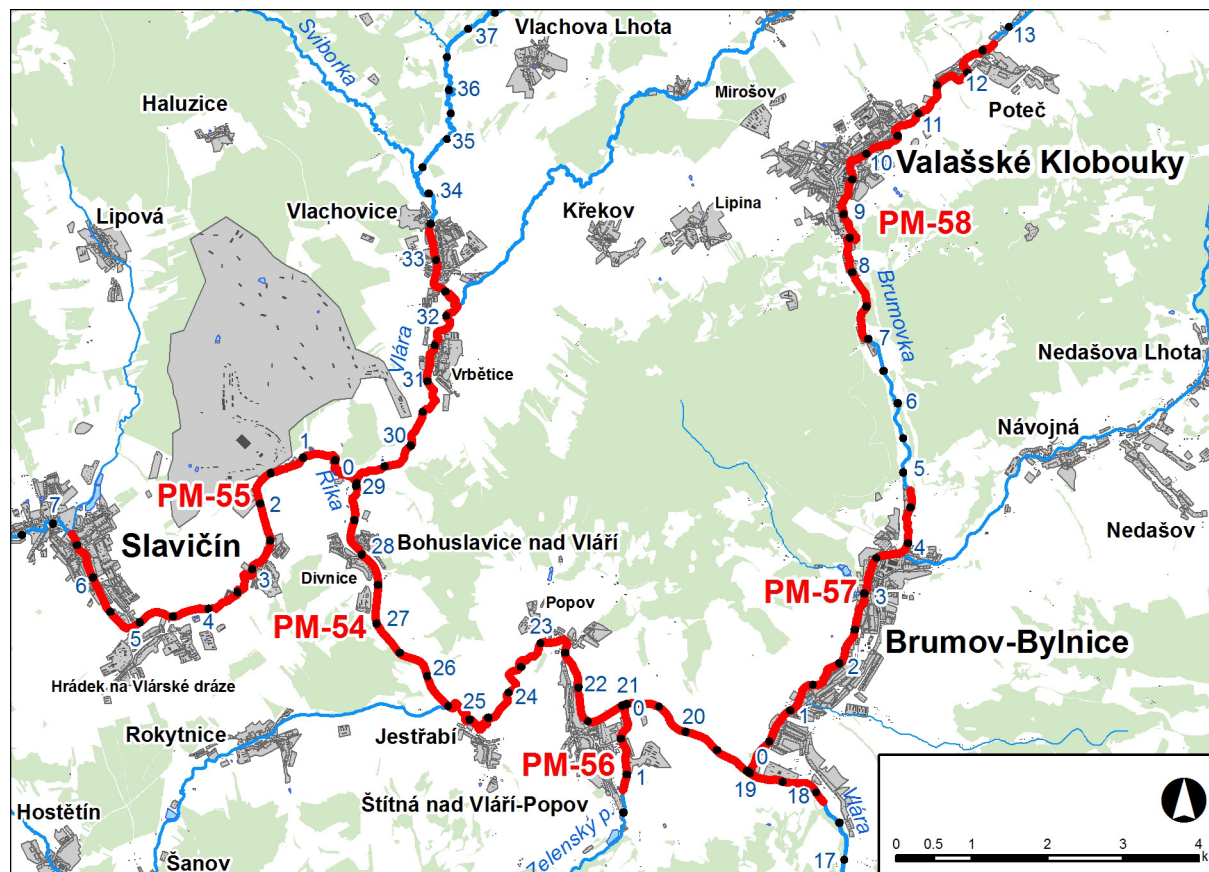 37
Vlachova Lhota
13
Sviborka
36
Mirošov
12
Poteč
Haluzice
11
35
10
Valašské Klobouky
34
Lipová
Vlachovice
Křekov
Lipina
9
PM-58
33
8
Brumovka
32
Vlára
7
Nedašova Lhota
Vrbětice
31
6
Návojná
30
1
0
Říka
5
29
PM-55
2
7
Slavičín
Nedašov
4
28
Bohuslavice nad Vláří
3
Divnice
6
PM-57
3
4
27
Popov
PM-54
23
5
Brumov-Bylnice
2
26
Hrádek na Vlárské dráze
22
21
24
0
25
1
20
Rokytnice
Jestřabí
PM-56
0
1
19
18
Štítná nad Vláří-Popov
Vlára
Hostětín
Zelenský p.
Šanov
17
0 0.5 1 2 3 4
k